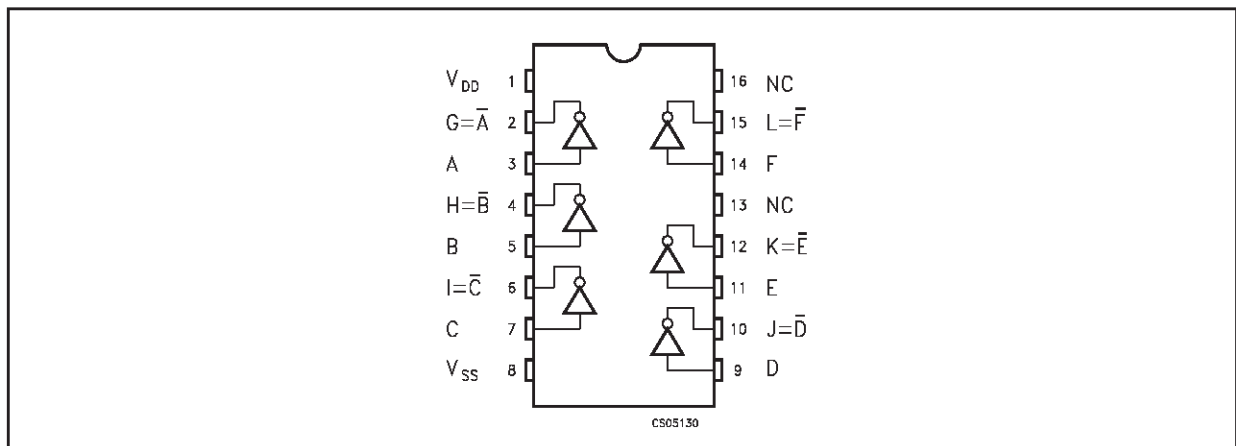 V_DD 1 16 NC
G=A̅ 2 15 L=F̅
A 3 14 F
H=B̅ 4 13 NC
B 5 12 K=E̅
I=C̅ 6 11 E
C 7 10 J=D̅
V_SS 8 9 D
CS05130